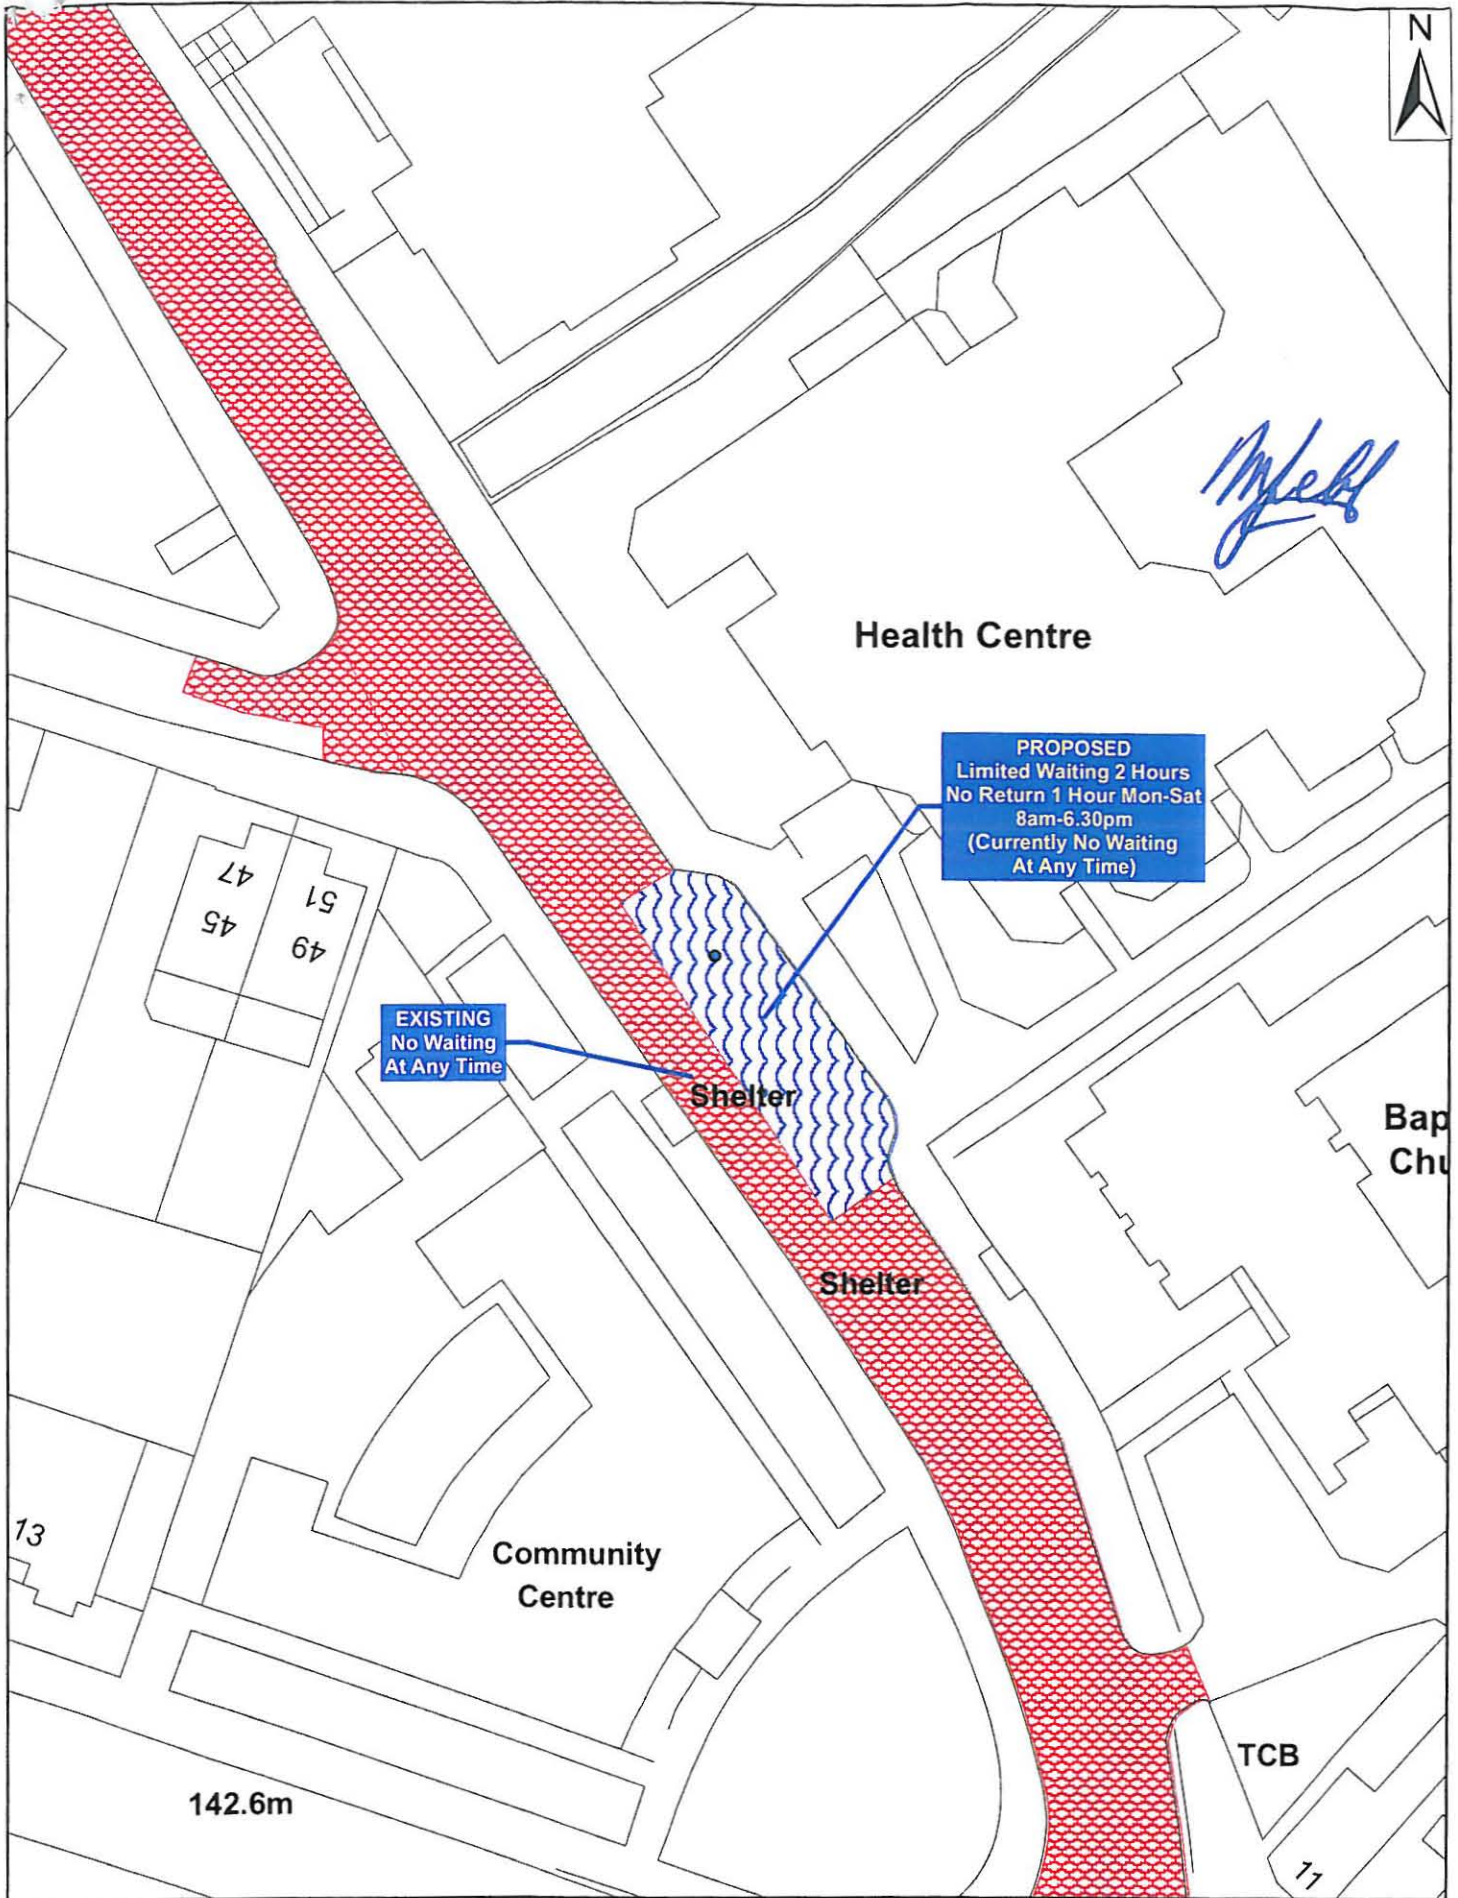 N
Health Centre
PROPOSED
Limited Waiting 2 Hours
No Return 1 Hour Mon-Sat
8am-6.30pm
(Currently No Waiting
At Any Time)
47
51
45
49
EXISTING
No Waiting
At Any Time
Shelter
Bap
Chu
Shelter
13
Community
Centre
TCB
142.6m
11